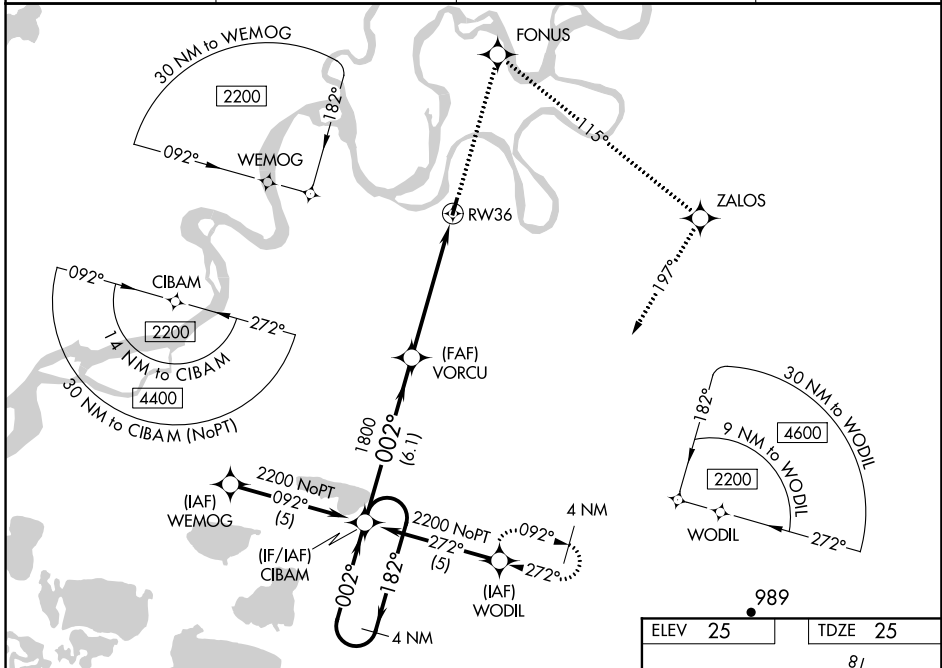 FONUS
30 NM to WEMOG
2200
182°
092°
WEMOG
115°
RW36
ZALOS
197°
092°
CIBAM
272°
2200
14 NM to CIBAM
4400
30 NM to CIBAM (NoPT)
(FAF)
VORCU
1800
002°
(6.1)
182°
30 NM to WODIL
4600
9 NM to WODIL
2200
WODIL
272°
2200 NoPT
092°
(5)
(IAF)
WEMOG
2200 NoPT
272°
(5)
092°
4 NM
272°
(IF/IAF)
CIBAM
(IAF)
WODIL
002°
182°
4 NM
989
ELEV 25
TDZE 25